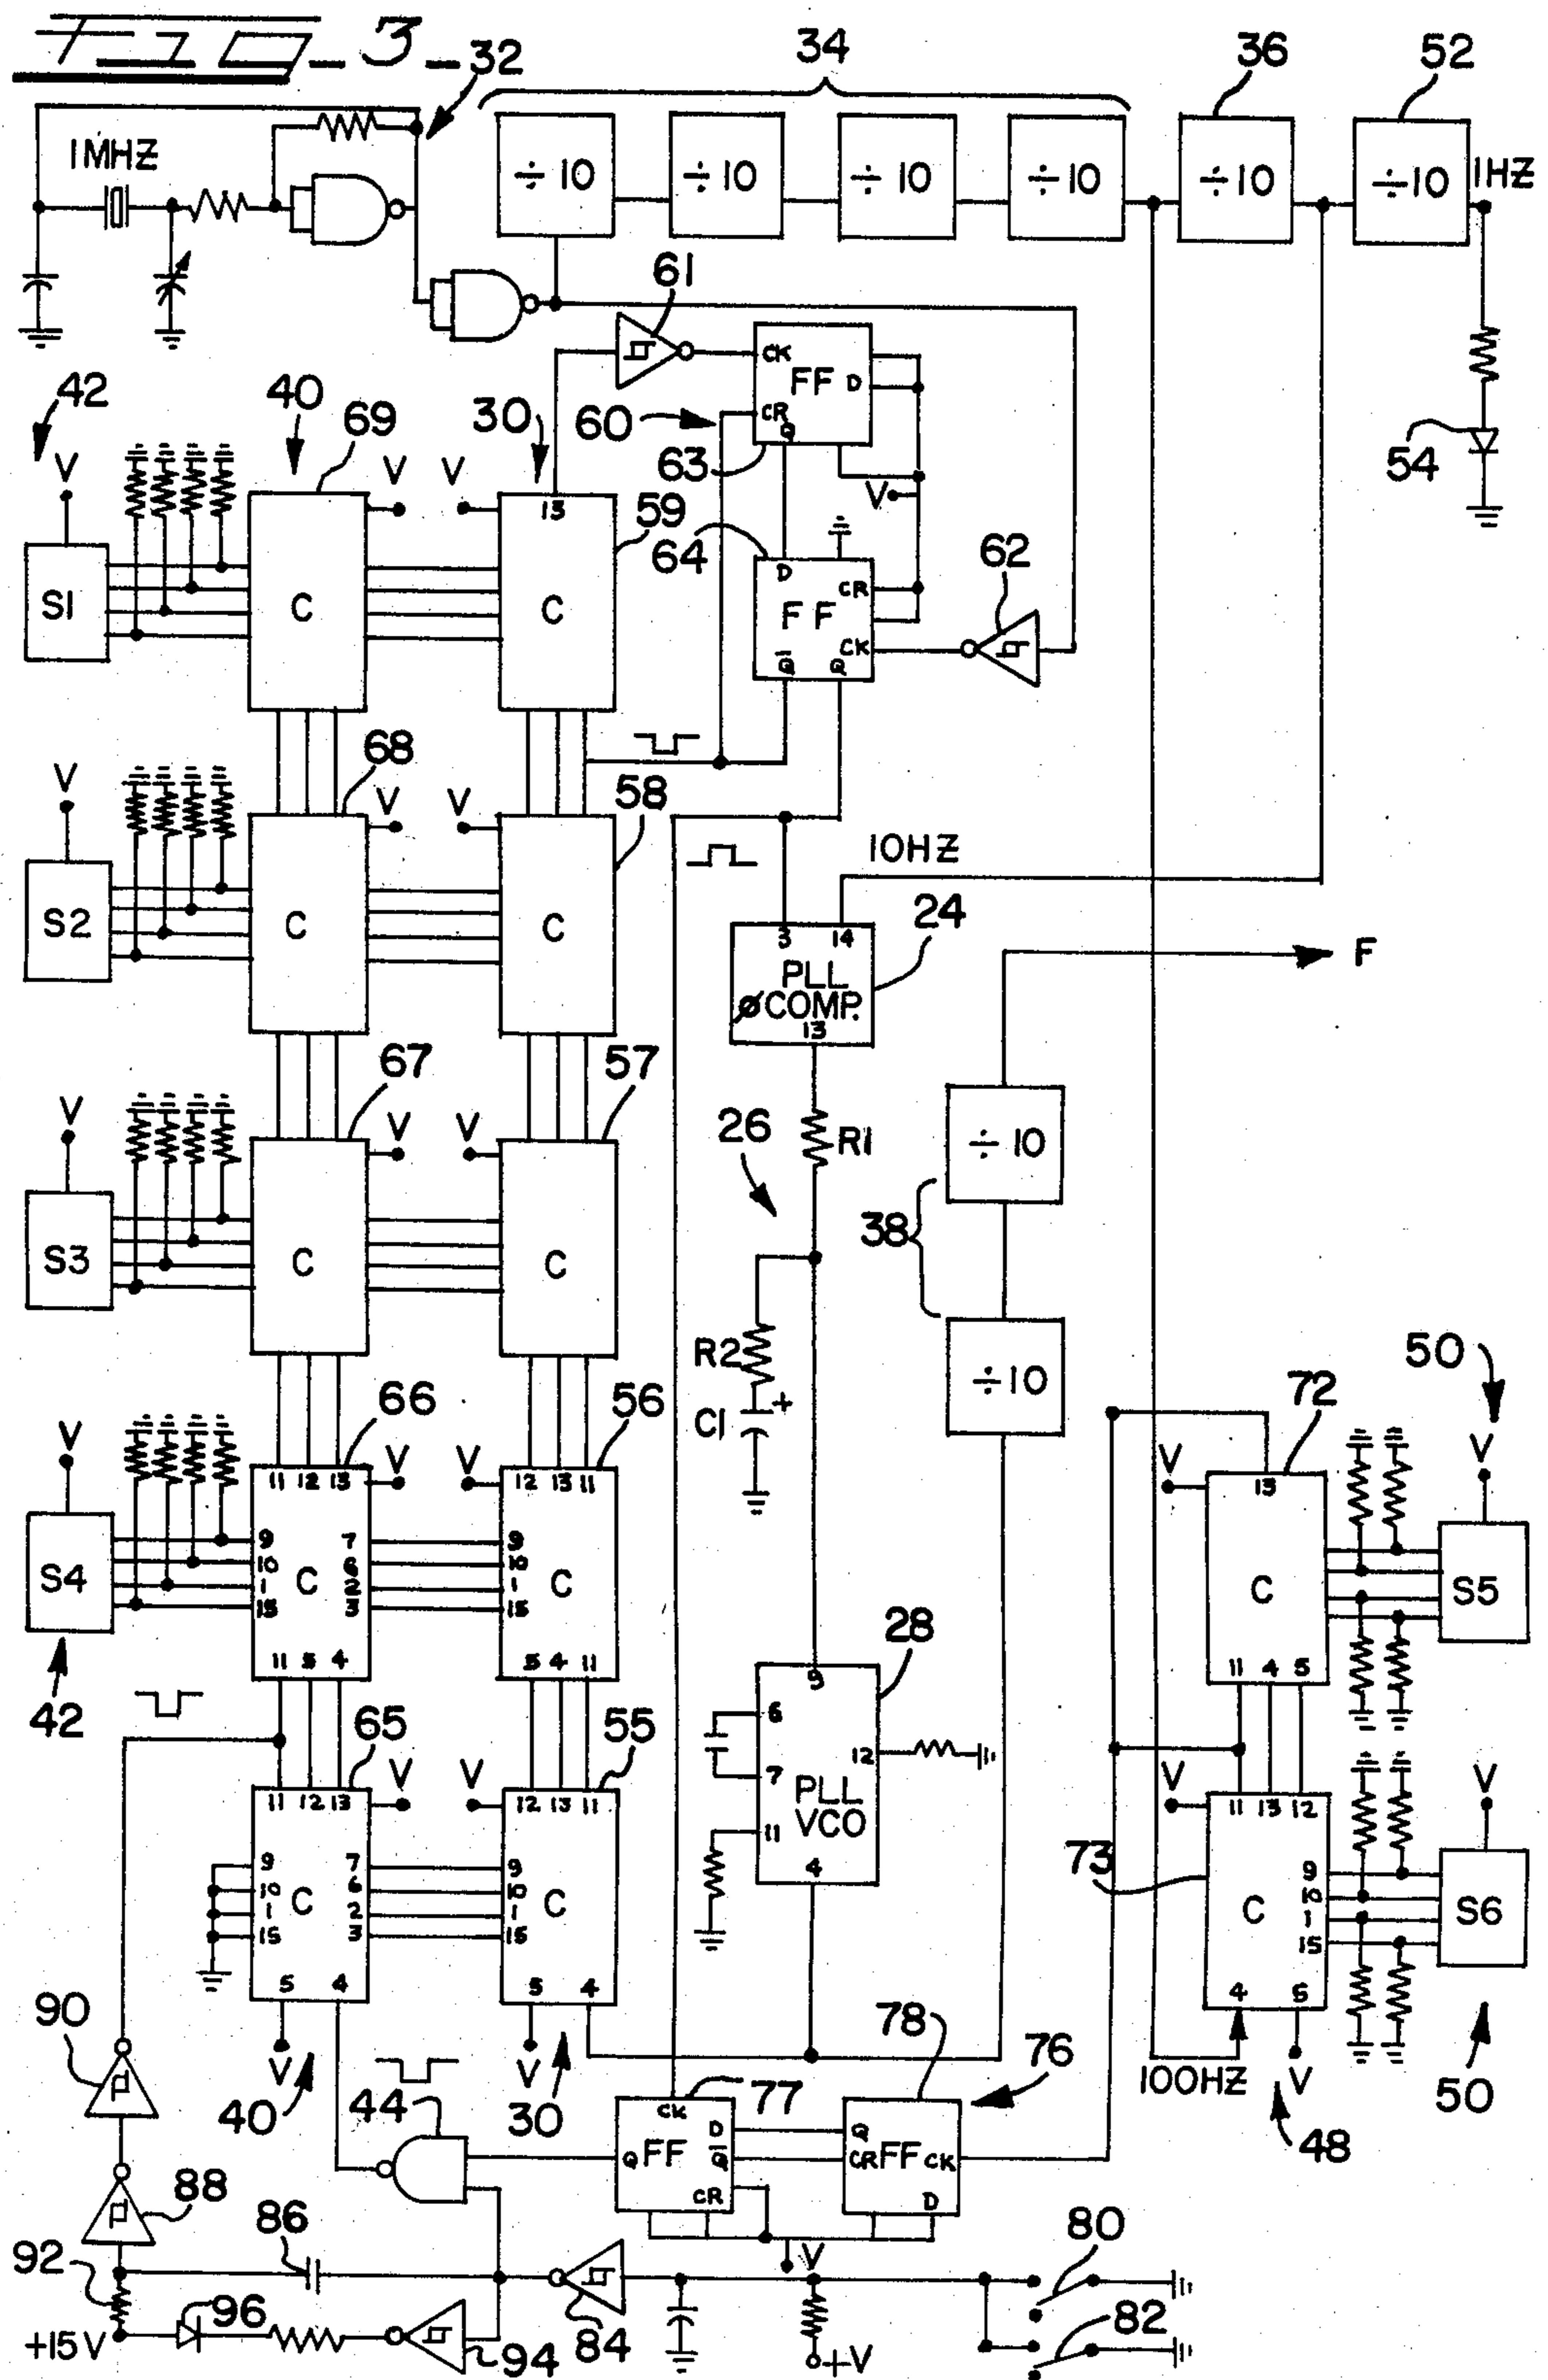 FIG_3_
32
34
36
52
1MHZ
÷10
÷10
÷10
÷10
÷10
÷10
1HZ
61
CK
FF
D
CR
Q
60
63
42
V
40
69
V
30
V
13
59
V
64
D
CR
FF
CK
Q̅
Q
62
54
S1
C
C
V
68
V
V
58
10HZ
S2
C
C
3
14
24
PLL
øCOMP.
13
F
V
67
V
V
57
26
R1
÷10
38
S3
C
C
R2
C1
+
÷10
50
72
V
66
V
V
56
V
13
V
11 12 13
12 13 11
S4
9
10
1
15
C
7
6
2
3
9
10
1
15
C
C
S5
11 5 4
5 4 11
28
9
6
7
12
PLL
VCO
11
4
11 4 5
42
65
V
V
55
V
V
11 12 13
12 13 11
11 13 12
73
9
10
1
15
C
7
6
2
3
9
10
1
15
C
C
9
10
1
15
S6
5 4
5 4
4 5
90
V
V
78
76
100HZ
V
48
50
40
44
30
77
CK
Q
FF
D
Q̅
CR
Q
CR
FF
CK
D
88
86
V
80
92
96
+15V
94
84
+V
82